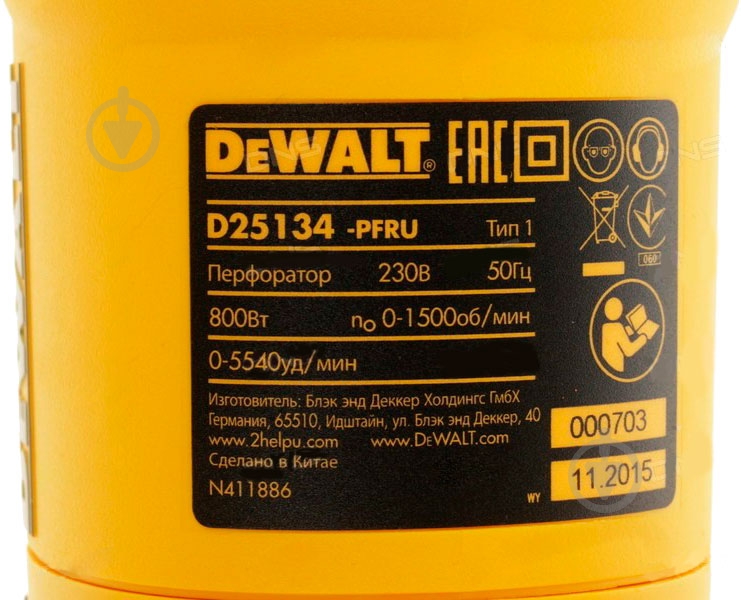 DEWALT®
EAC
D25134 -PFRU Тип 1
Перфоратор 230В 50Гц
060
800Вт no 0-1500об/мин
0-5540уд/мин
Изготовитель: Блэк энд Деккер Холдингс ГмбХ
Германия, 65510, Идштайн, ул. Блэк энд Деккер, 40
www.2helpu.com www.DEWALT.com
Сделано в Китае
N411886
000703
WY 11.2015